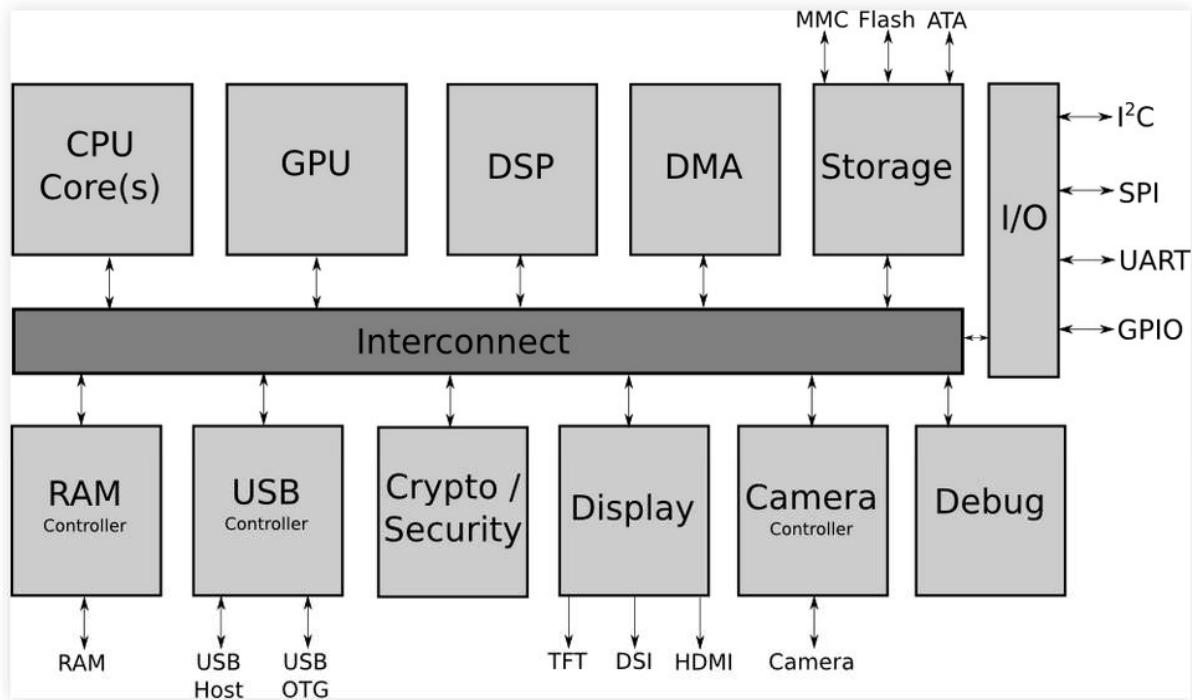 MMC Flash ATA
CPU
Core(s)
GPU
DSP
DMA
Storage
I/O
I²C
SPI
UART
GPIO
Interconnect
RAM
Controller
USB
Controller
Crypto /
Security
Display
Camera
Controller
Debug
RAM
USB
Host
USB
OTG
TFT
DSI
HDMI
Camera